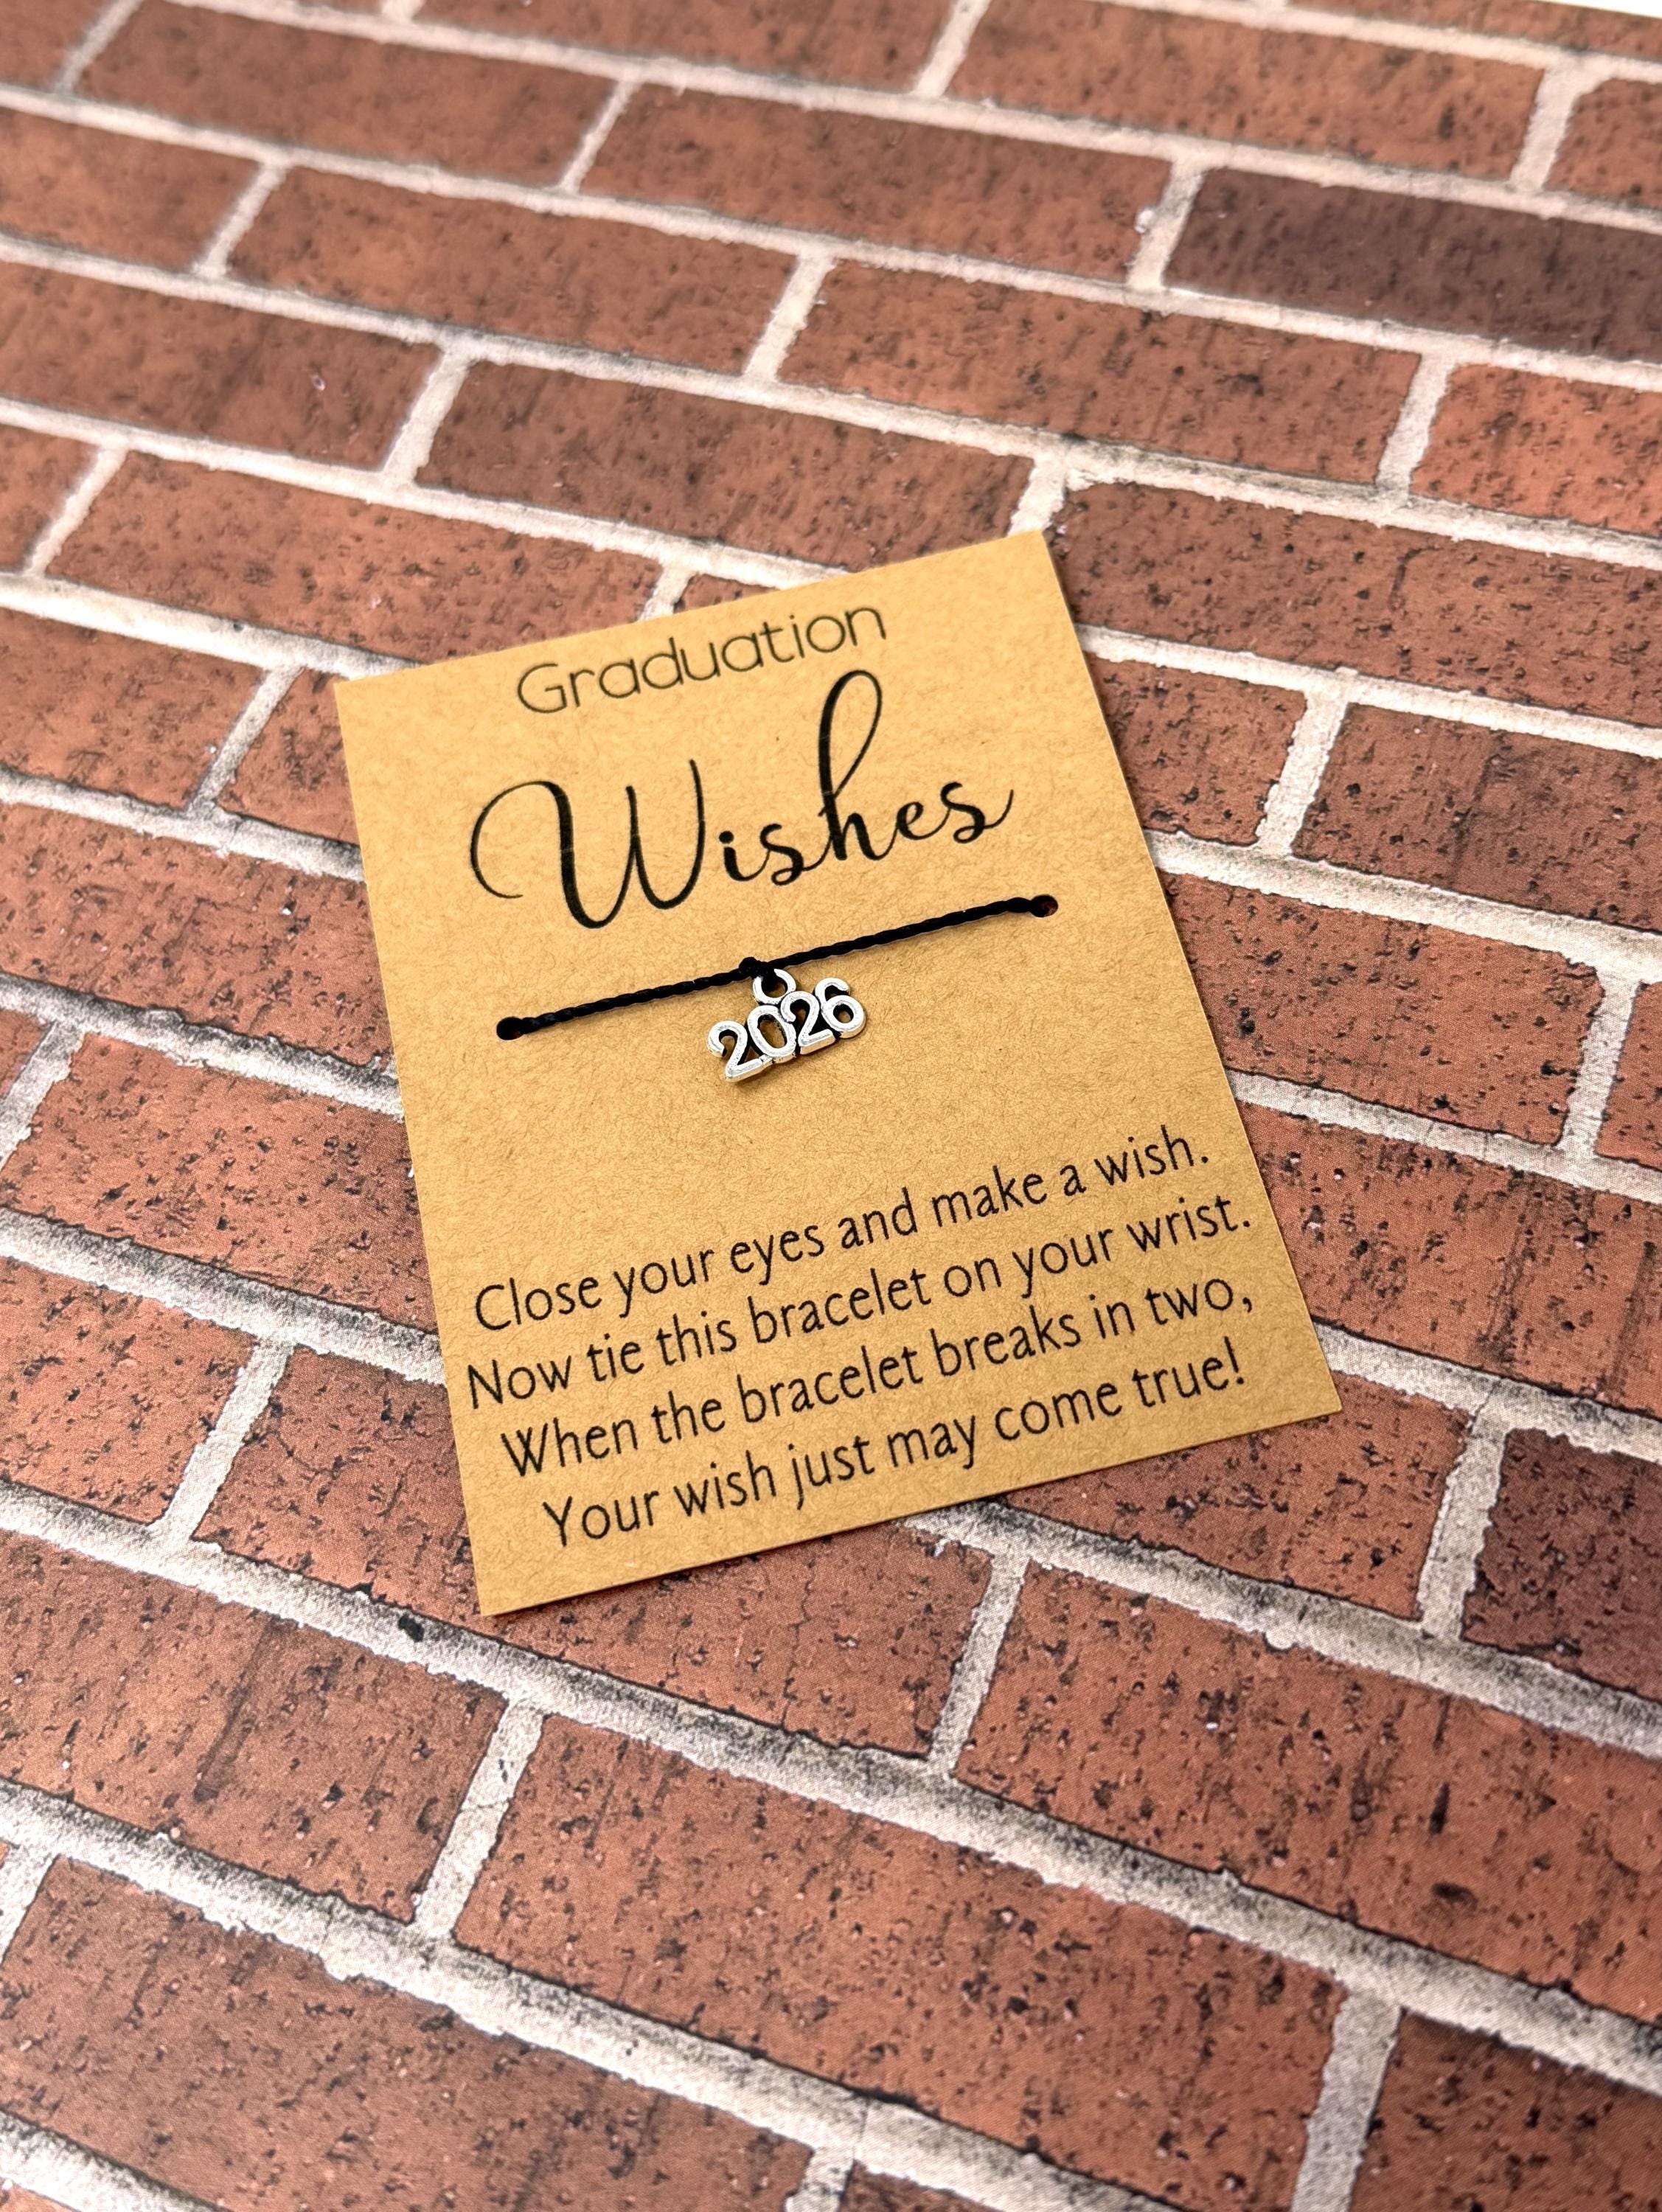 Graduation
Wishes
2026
Close your eyes and make a wish.
Now tie this bracelet on your wrist.
When the bracelet breaks in two,
Your wish just may come true!